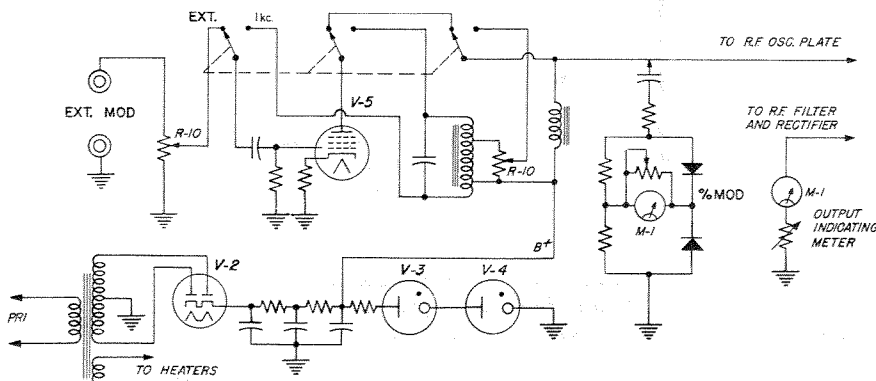 EXT.
1kc.
TO R.F. OSC. PLATE
EXT. MOD
R-10
V-5
R-10
TO R.F. FILTER
AND RECTIFIER
%MOD
M-1
M-1
OUTPUT
INDICATING
METER
B+
V-2
V-3
V-4
PRI
TO HEATERS